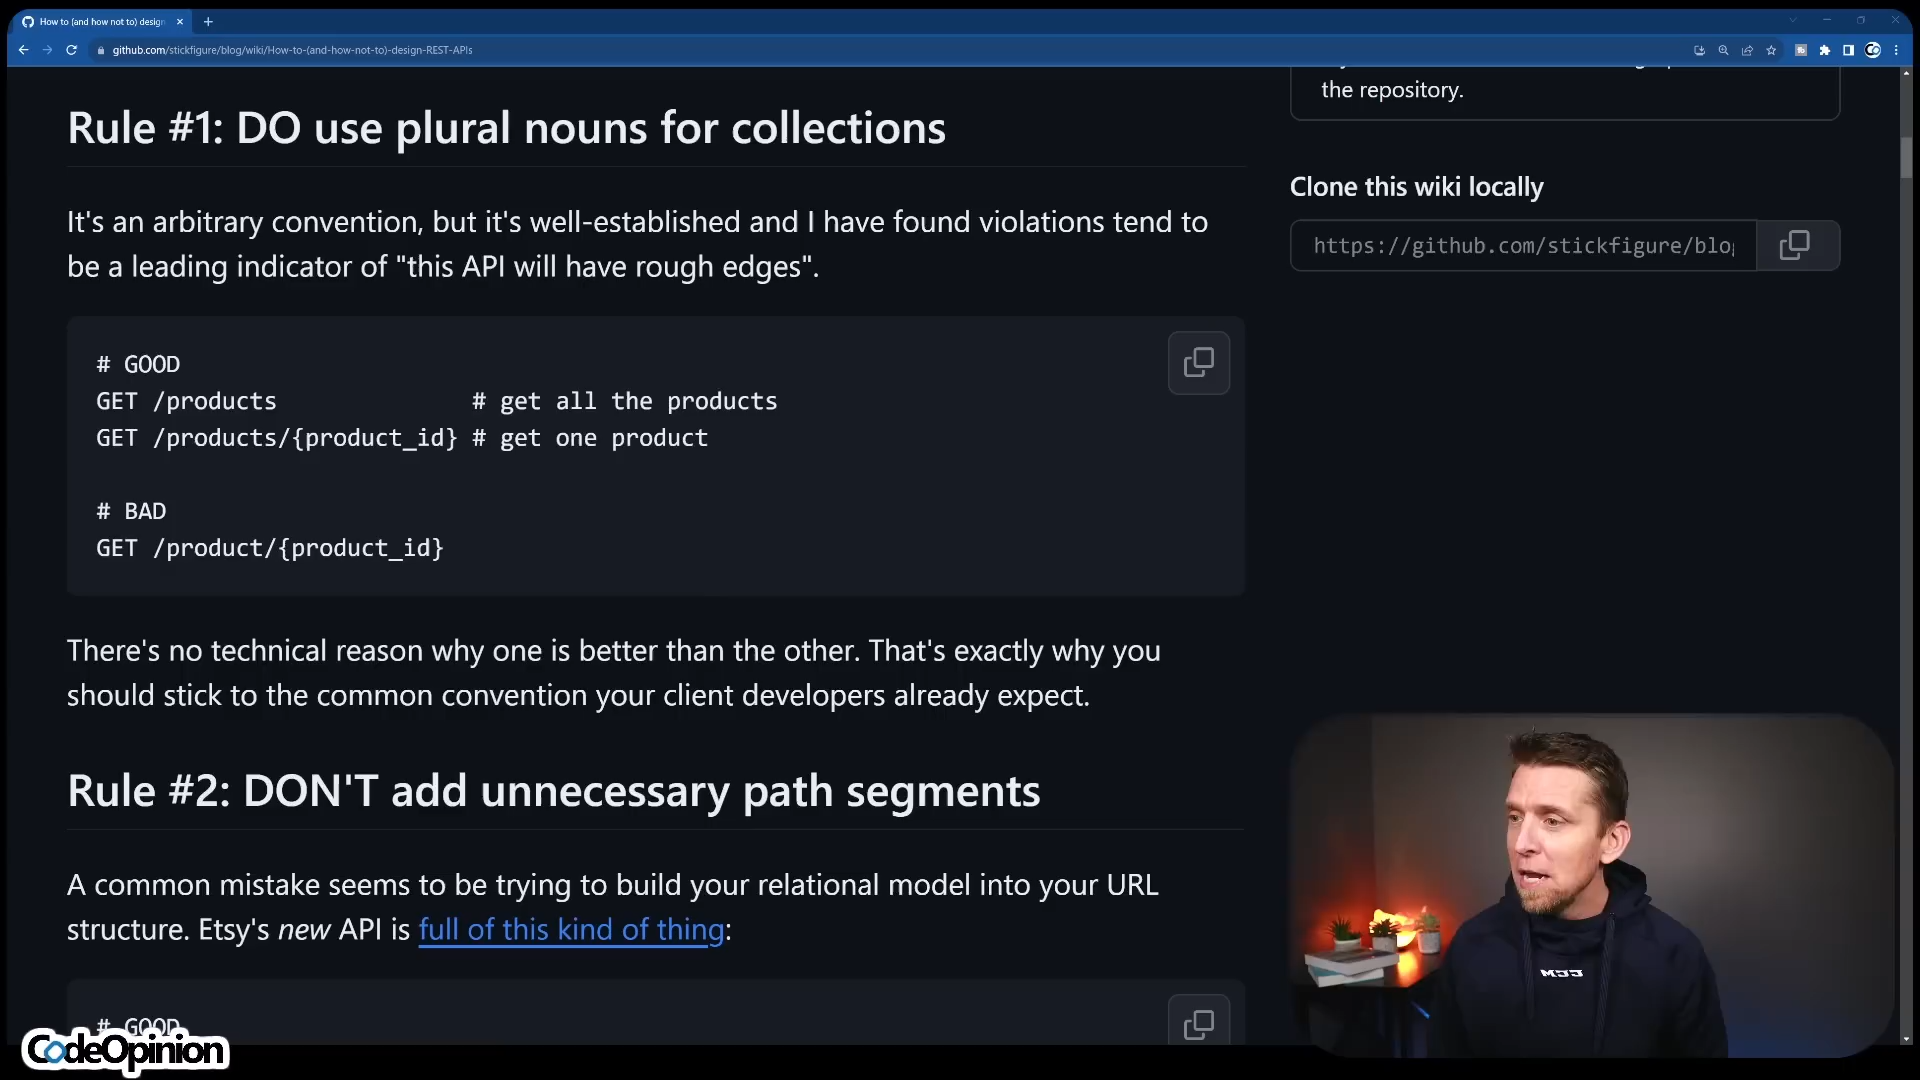 How to (and how not to) design
github.com/stickfigure/blog/wiki/How-to-(and-how-not-to)-design-REST-APIs
the repository.
Rule #1: DO use plural nouns for collections
Clone this wiki locally
It's an arbitrary convention, but it's well-established and I have found violations tend to
be a leading indicator of "this API will have rough edges".
https://github.com/stickfigure/blog
# GOOD
GET /products # get all the products
GET /products/{product_id} # get one product
# BAD
GET /product/{product_id}
There's no technical reason why one is better than the other. That's exactly why you
should stick to the common convention your client developers already expect.
Rule #2: DON'T add unnecessary path segments
A common mistake seems to be trying to build your relational model into your URL
structure. Etsy's new API is full of this kind of thing:
# GOOD
CodeOpinion